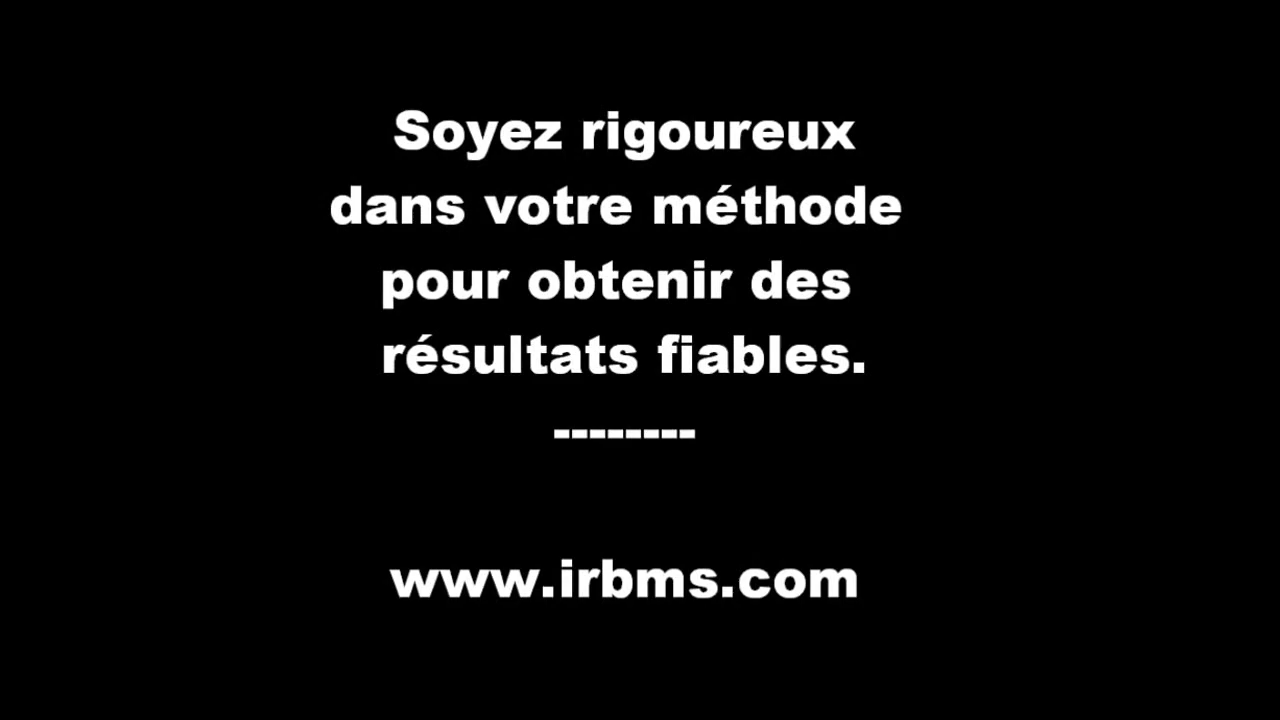 Soyez rigoureux
dans votre méthode
pour obtenir des
résultats fiables.
--------
www.irbms.com